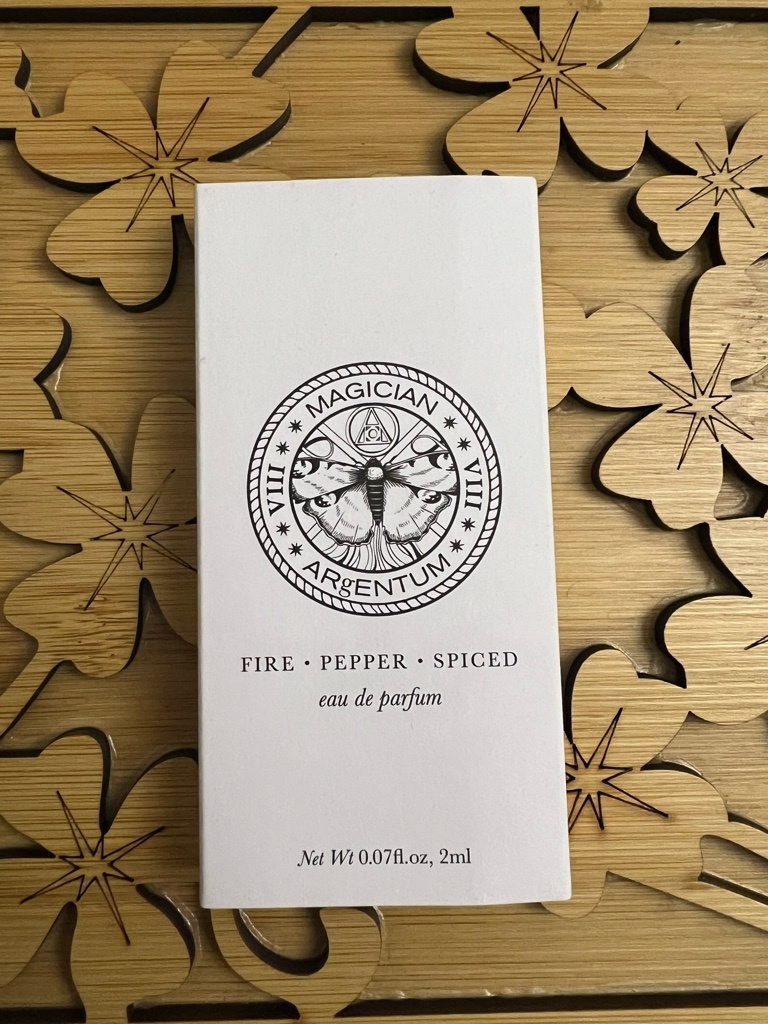 MAGICIAN
VIII
VIII
ARgENTUM
FIRE • PEPPER • SPICED
eau de parfum
Net Wt 0.07fl.oz, 2ml